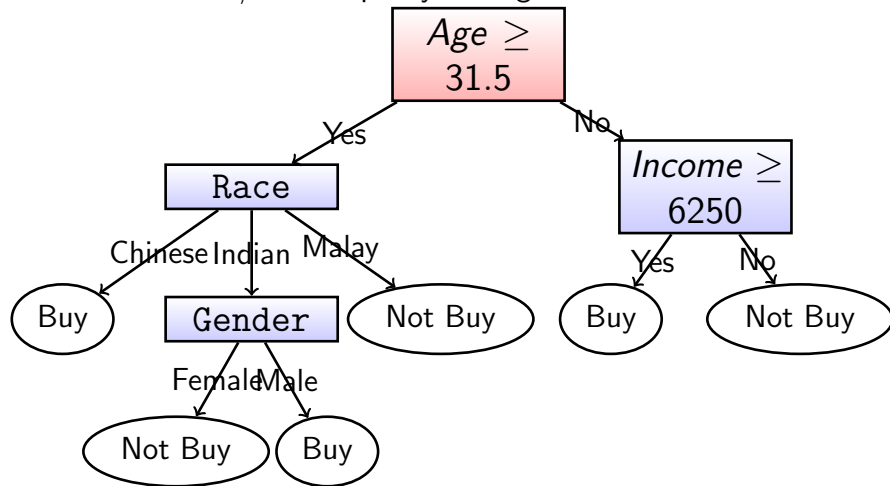 Age ≥
31.5
Yes
No
Race
Income ≥
6250
Chinese
Indian
Malay
Yes
No
Buy
Gender
Not Buy
Buy
Not Buy
Female
Male
Not Buy
Buy